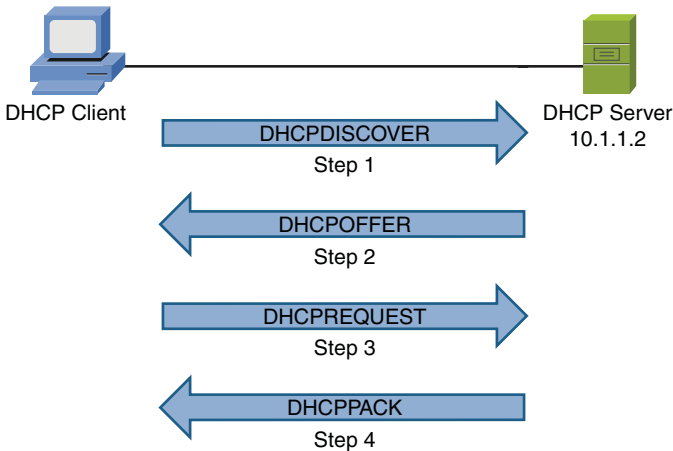 DHCP Client
DHCP Server
10.1.1.2
DHCPDISCOVER
Step 1
DHCPOFFER
Step 2
DHCPREQUEST
Step 3
DHCPPACK
Step 4